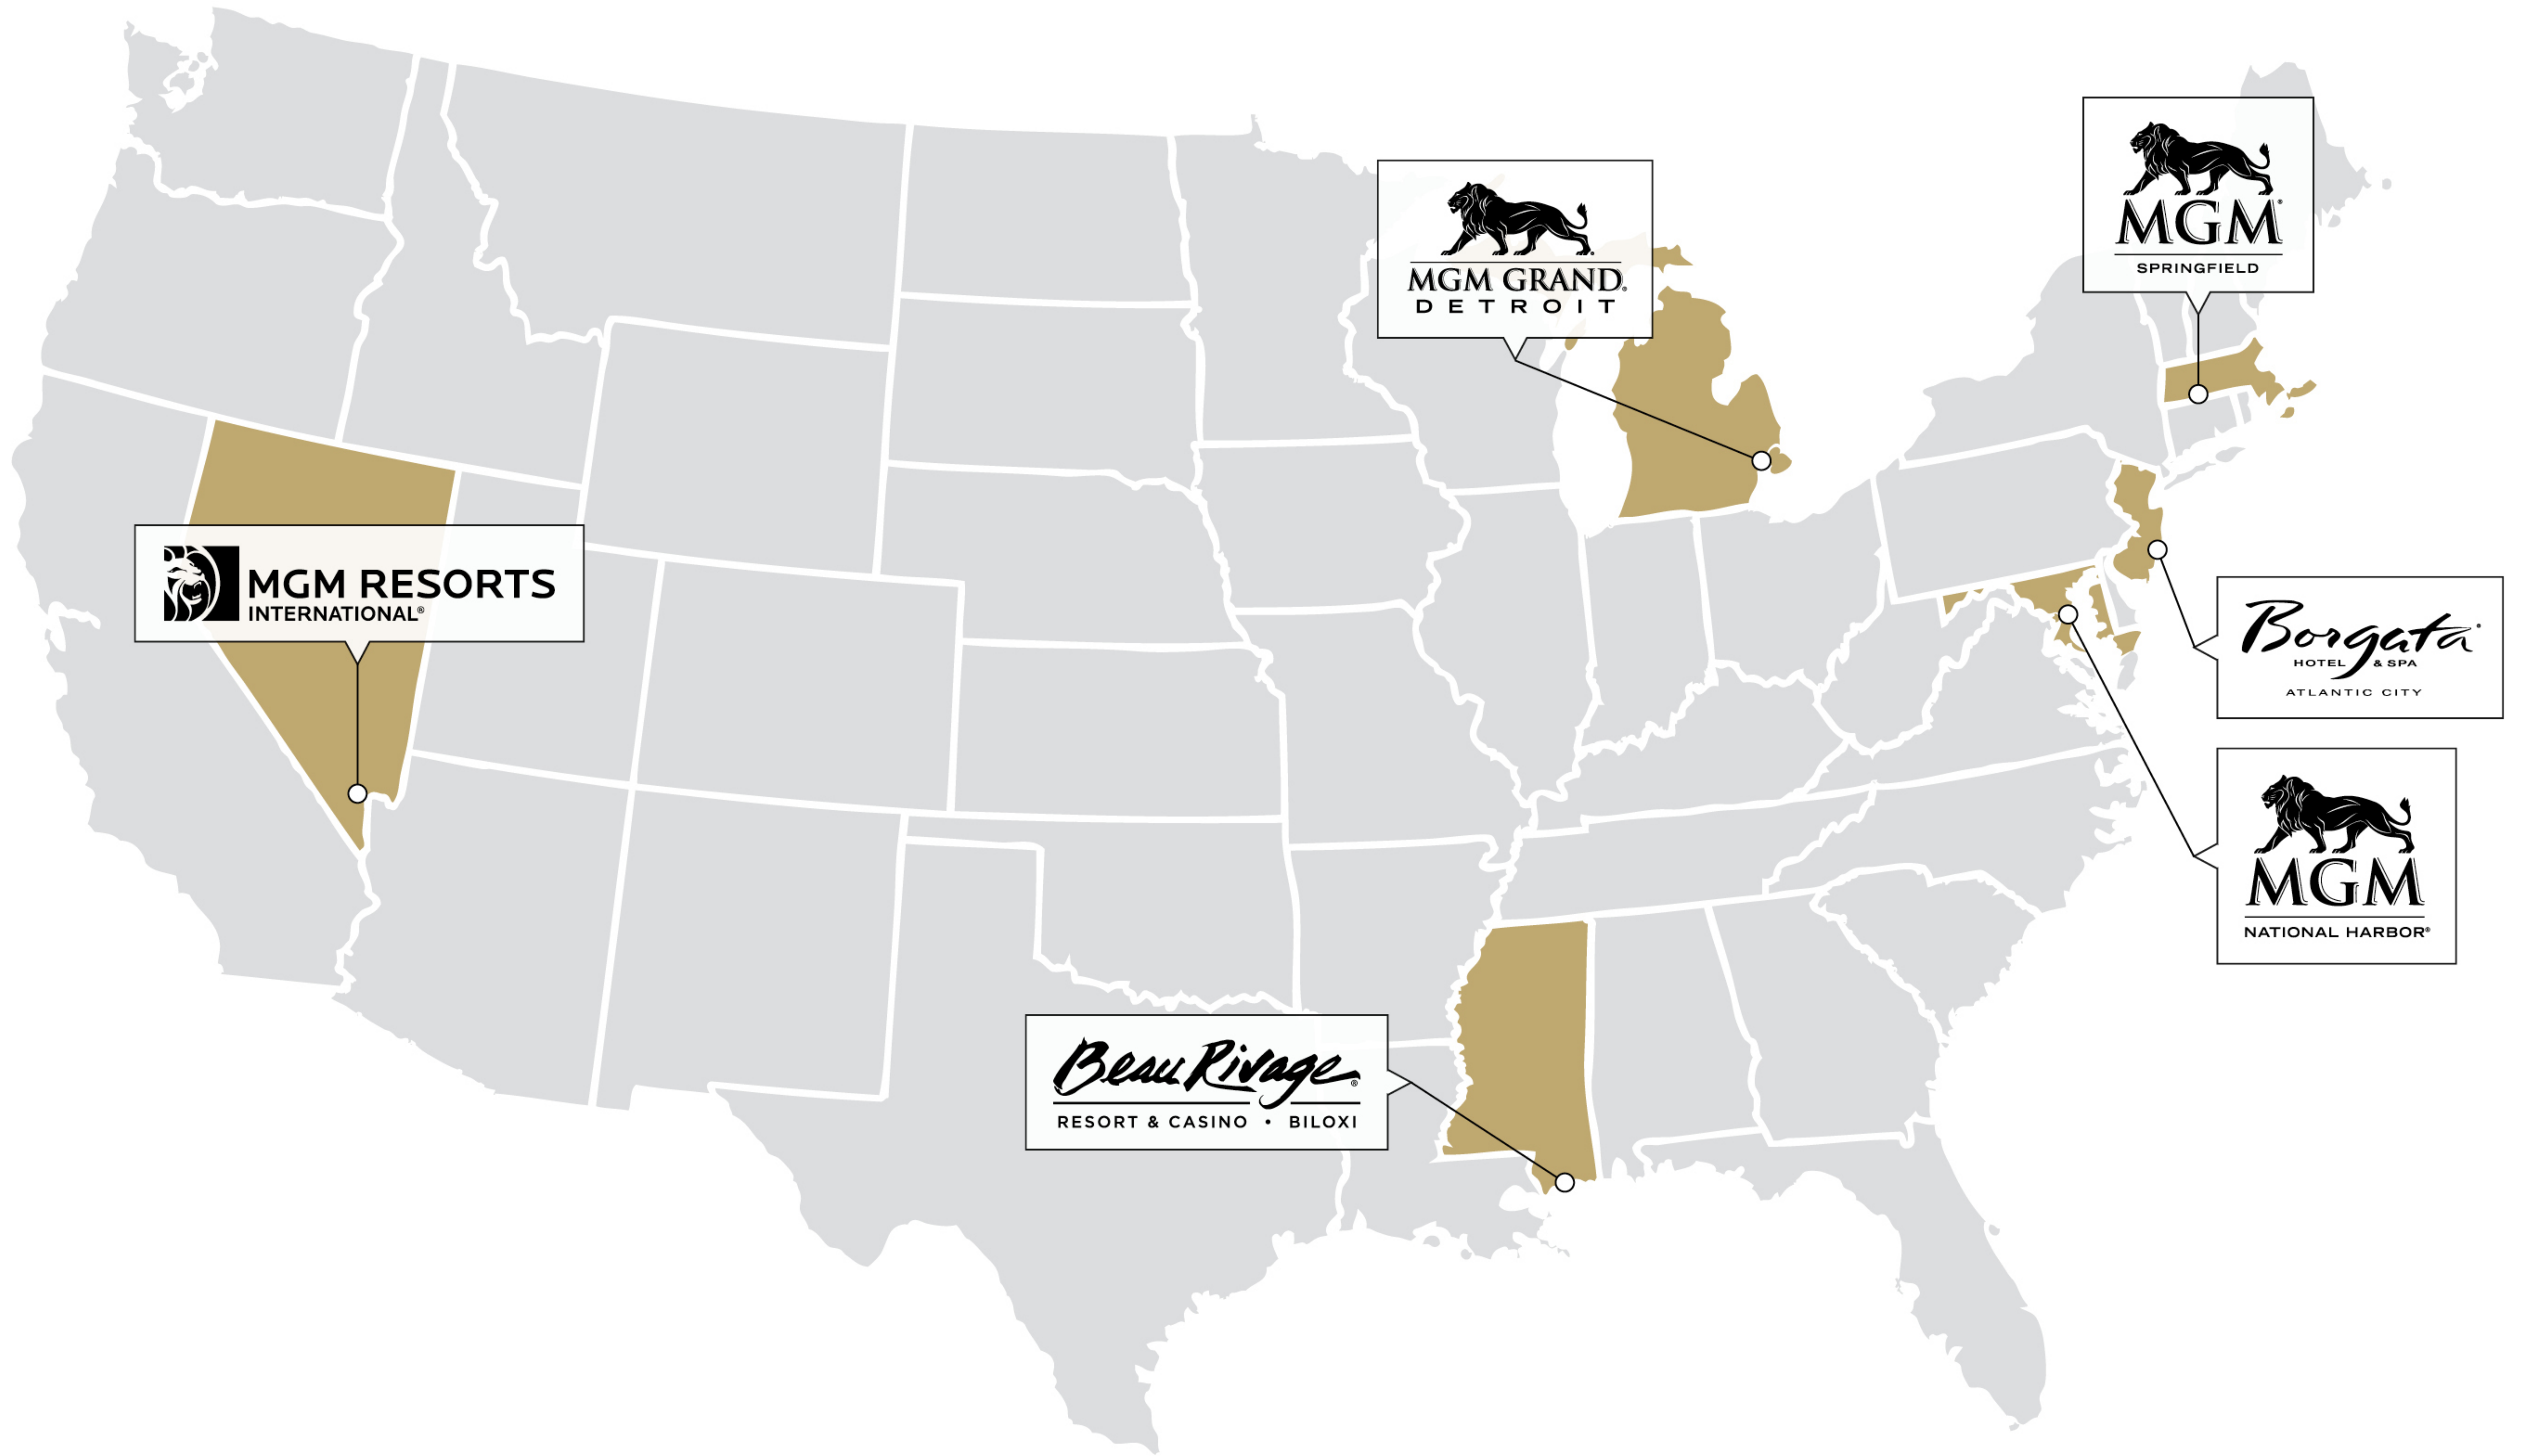 MGM®
SPRINGFIELD
MGM GRAND®
DETROIT
MGM RESORTS
INTERNATIONAL®
Borgata®
HOTEL & SPA
ATLANTIC CITY
MGM
NATIONAL HARBOR®
Beau Rivage®
RESORT & CASINO • BILOXI